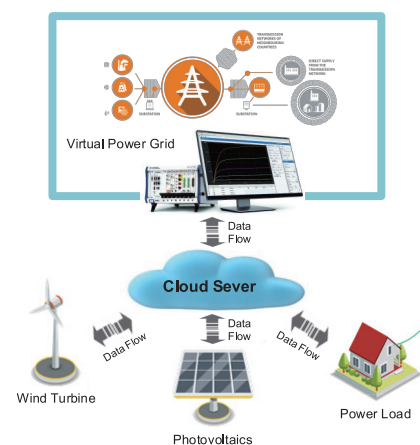 TRANSMISSION
NETWORKS OF
NEIGHBOURING
COUNTRIES
DIRECT SUPPLY
FROM THE
TRANSMISSION
NETWORK
SUBSTATION
SUBSTATION
Virtual Power Grid
Data
Flow
Cloud Sever
Data Flow
Data
Flow
Data Flow
Wind Turbine
Photovoltaics
Power Load